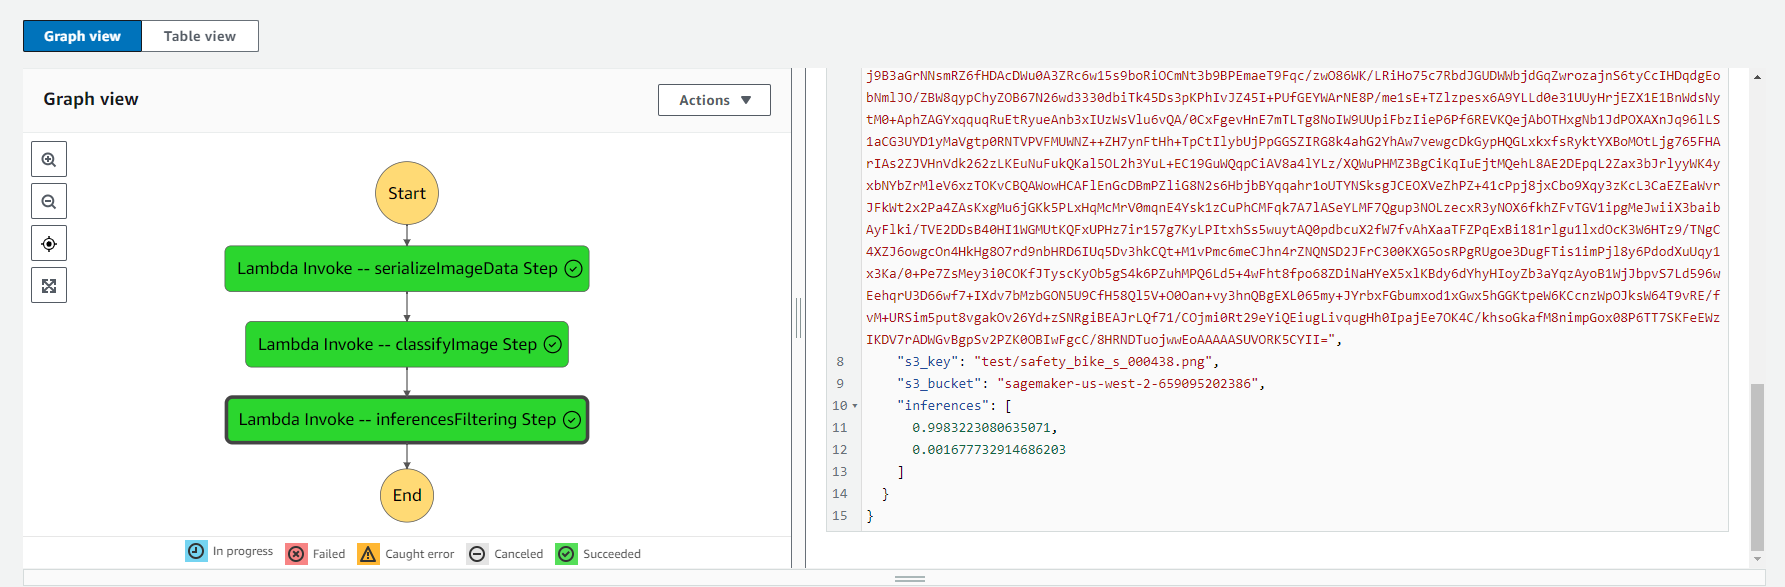 Graph view
Table view
Graph view
Actions
Start
Lambda Invoke -- serializeImageData Step
Lambda Invoke -- classifyImage Step
Lambda Invoke -- inferencesFiltering Step
End
In progress
Failed
Caught error
Canceled
Succeeded
j9B3aGrNNsmRZ6fHDAcDWu0A3ZRc6w15s9boRiOCmNt3b9BPEmaeT9Fqc/zwO86WK/LRiHo75c7RbdJGUDWWbjdGqZwrozajnS6tyCcIHDqdgEo
bNmlJO/ZBW8qypChyZOB67N26wd3330dbiTk45Ds3pKPhIvJZ45I+PUfGEYWArNE8P/me1sE+TZlzpesx6A9YLLd0e31UUyHrjEZX1E1BnWdsNy
tM0+AphZAGYxqquqRuEtRyueAnb3xIUzWsVlu6vQA/0CxFgevHnE7mTLTg8NoIW9UUpiFbzIieP6Pf6REVKQejAbOTHxgNb1JdPOXAXnJq96lLS
1aCG3UYD1yMaVgtp0RNTVPVFMUWNZ++ZH7ynFtHh+TpCtIlybUjPpGGSZIRG8k4ahG2YhAw7vewgcDkGypHQGLxkxfsRyktYXBoMOtLjg765FHA
rIAs2ZJVHnVdk262zLKEuNuFukQKal5OL2h3YuL+EC19GuWQqpCiAV8a4lYLz/XQWuPHMZ3BgCiKqIuEjtMQehL8AE2DEpqL2Zax3bJrlyyWK4y
xbNYbZrMleV6xzTOKvCBQAWowHCAFlEnGcDBmPZliG8N2s6HbjbBYqqahr1oUTYNSksgJCEOXVeZhPZ+41cPpj8jxCbo9Xqy3zKcL3CaEZEaWvr
JFkWt2x2Pa4ZAsKxgMu6jGKk5PLxHqMcMrV0mqnE4Ysk1zCuPhCMFqk7A7lASeYLMF7Qgup3NOLzecxR3yNOX6fkhZFvTGV1ipgMeJwiiX3baib
AyFlki/TVE2DDsB40HI1WGMUtKQFxUPHz7ir157g7KyLPItxhSs5wuytAQ0pdbcuX2fW7fvAhXaaTFZPqExBi181rlgu1lxdOcK3W6HTz9/TNgC
4XZJ6owgcOn4HkHg8O7rd9nbHRD6IUq5Dv3hkCQt+M1vPmc6meCJhn4rZNQNSD2JFrC300KXG5osRPgRUgoe3DugFTis1imPjl8y6PdodXuUqy1
x3Ka/0+Pe7ZsMey3i0COKfJTyscKyOb5gS4k6PZuhMPQ6Ld5+4wFht8fpo68ZDiNaHYeX5xlKBdy6dYhyHIoyZb3aYqzAyoB1WjJbpvS7Ld596w
EehqrU3D66wf7+IXdv7bMzbGON5U9CfH58Ql5V+O0Oan+vy3hnQBgEXL065my+JYrbxFGbumxod1xGwx5hGGKtpeW6KCcnzWpOJksW64T9vRE/f
vM+URSim5put8vgakOv26Yd+zSNRgiBEAJrLQf71/COjmi0Rt29eYiQEiugLivqugHh0IpajEe7OK4C/khsoGkafM8nimpGox08P6TT7SKFeEWz
IKDV7rADWGvBgpSv2PZK0OBIwFgcC/8HRNDTuojwwEoAAAAASUVORK5CYII=",
8 "s3_key": "test/safety_bike_s_000438.png",
9 "s3_bucket": "sagemaker-us-west-2-659095202386",
10 "inferences": [
11 0.9983223080635071,
12 0.001677732914686203
13 ]
14 }
15 }